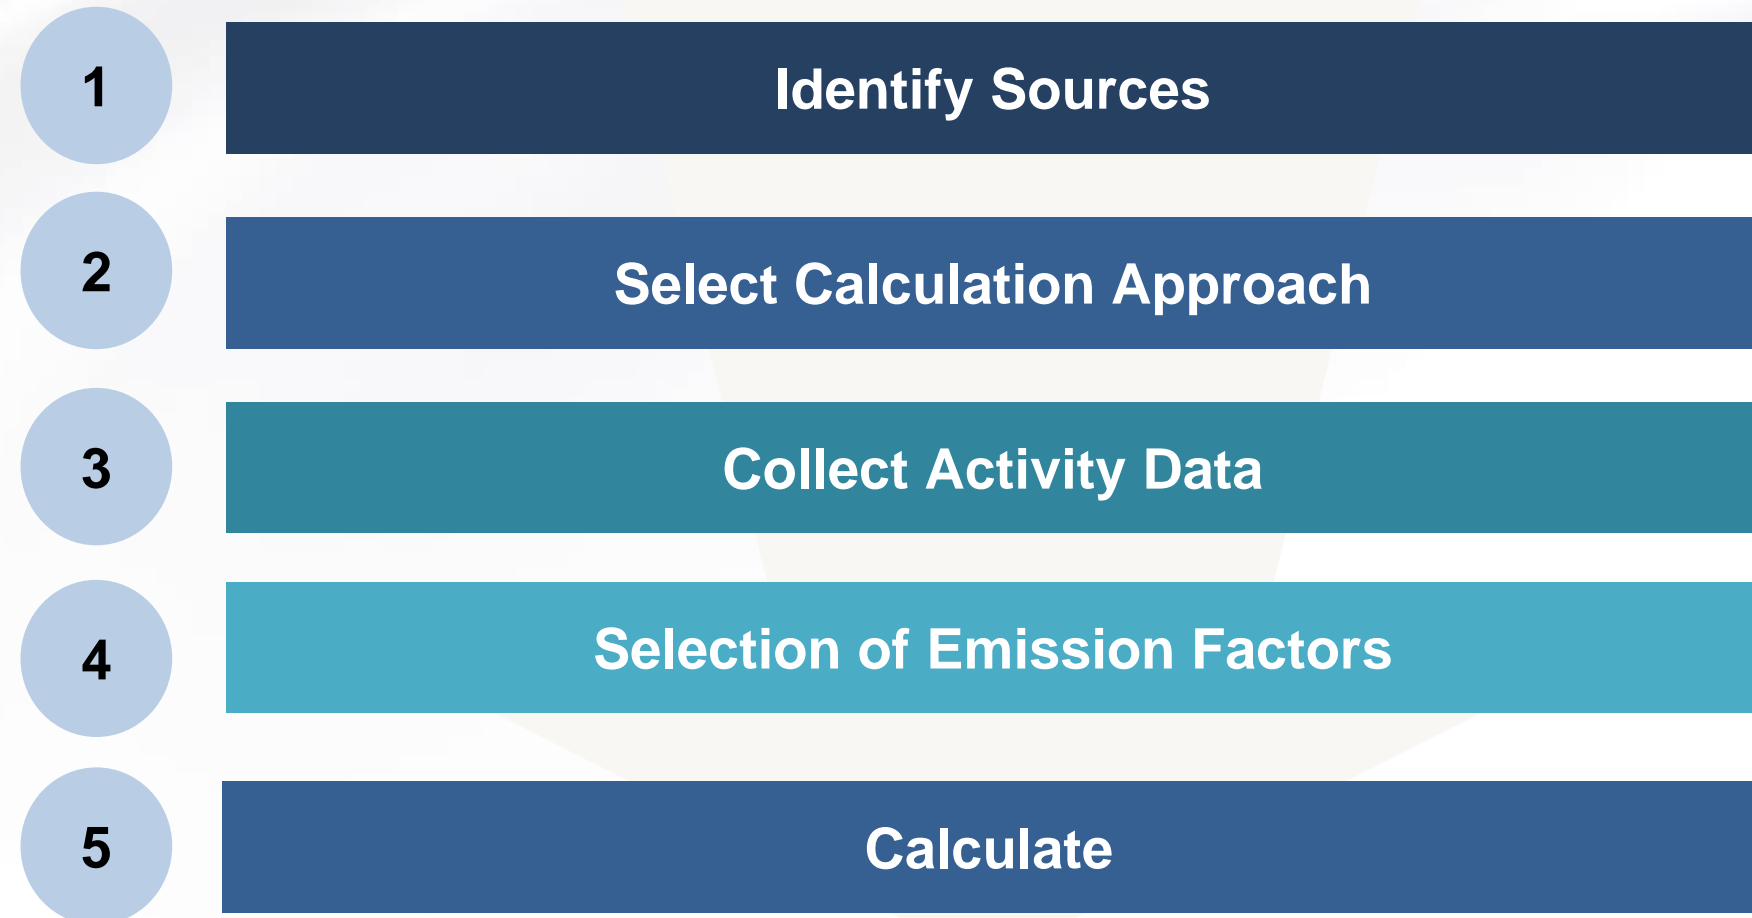 1
Identify Sources
2
Select Calculation Approach
3
Collect Activity Data
4
Selection of Emission Factors
5
Calculate